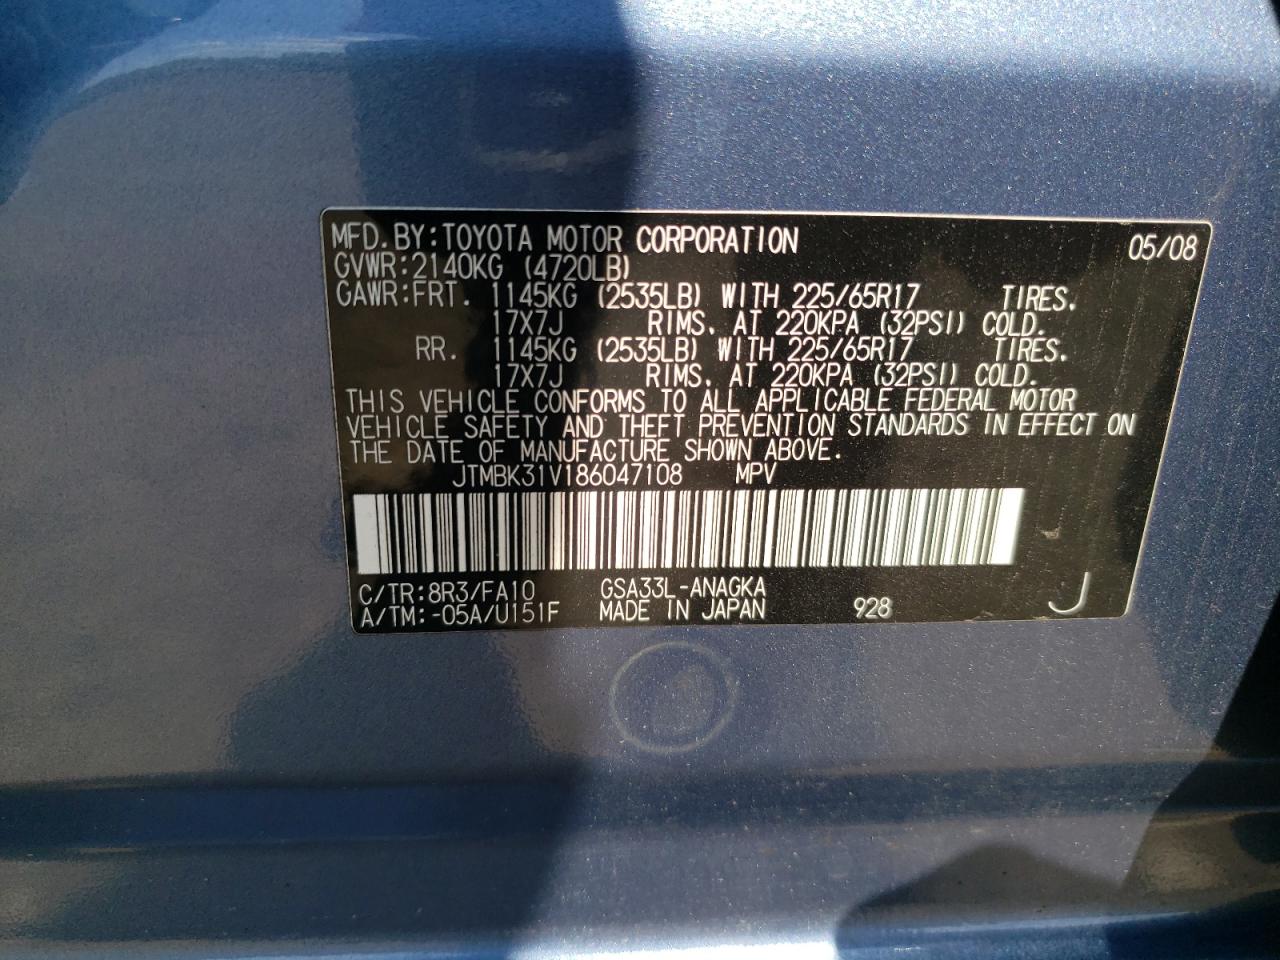 MFD.BY:TOYOTA MOTOR CORPORATION 05/08
GVWR:2140KG (4720LB)
GAWR:FRT. 1145KG (2535LB) WITH 225/65R17 TIRES.
17X7J RIMS. AT 220KPA (32PSI) COLD.
RR. 1145KG (2535LB) WITH 225/65R17 TIRES.
17X7J RIMS. AT 220KPA (32PSI) COLD.
THIS VEHICLE CONFORMS TO ALL APPLICABLE FEDERAL MOTOR
VEHICLE SAFETY AND THEFT PREVENTION STANDARDS IN EFFECT ON
THE DATE OF MANUFACTURE SHOWN ABOVE.
JTMBK31V186047108 MPV
C/TR:8R3/FA10 GSA33L-ANAGKA
A/TM:-05A/U151F MADE IN JAPAN 928 J